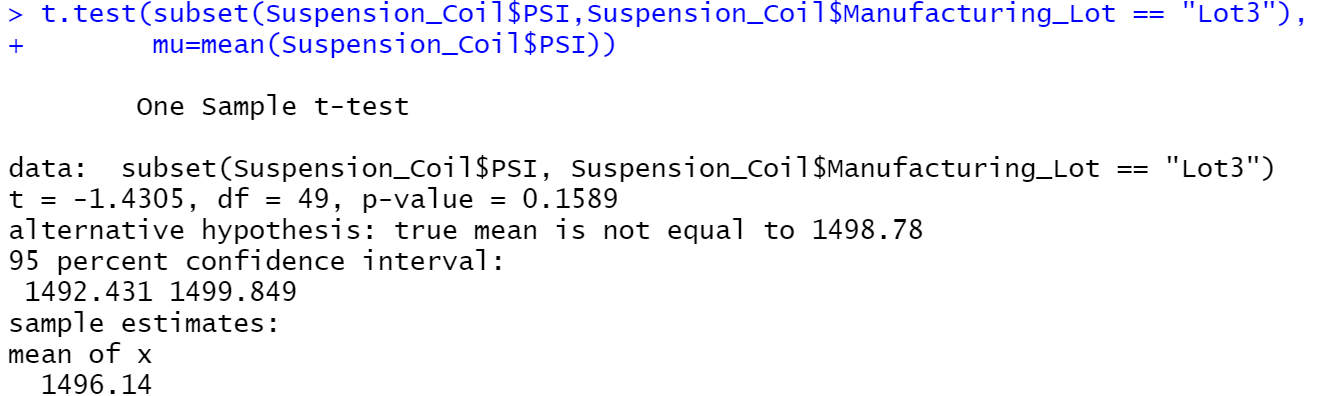 > t.test(subset(Suspension_Coil$PSI,Suspension_Coil$Manufacturing_Lot == "Lot3"),
+        mu=mean(Suspension_Coil$PSI))
One Sample t-test
data:  subset(Suspension_Coil$PSI, Suspension_Coil$Manufacturing_Lot == "Lot3")
t = -1.4305, df = 49, p-value = 0.1589
alternative hypothesis: true mean is not equal to 1498.78
95 percent confidence interval:
 1492.431 1499.849
sample estimates:
mean of x
  1496.14